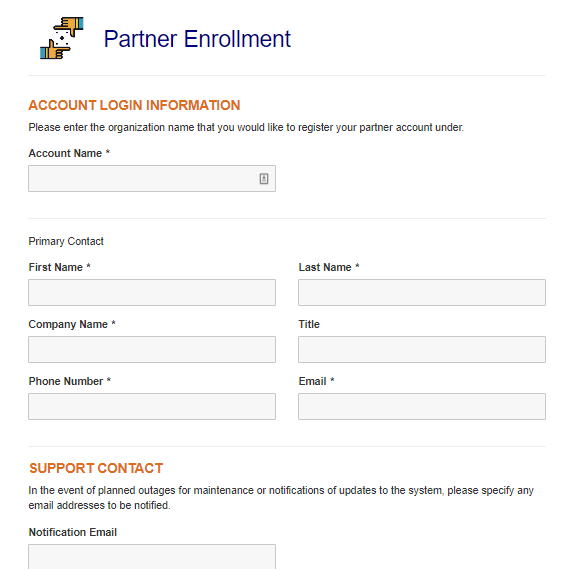 Partner Enrollment
ACCOUNT LOGIN INFORMATION
Please enter the organization name that you would like to register your partner account under.
Account Name *
Primary Contact
First Name *
Last Name *
Company Name *
Title
Phone Number *
Email *
SUPPORT CONTACT
In the event of planned outages for maintenance or notifications of updates to the system, please specify any
email addresses to be notified.
Notification Email